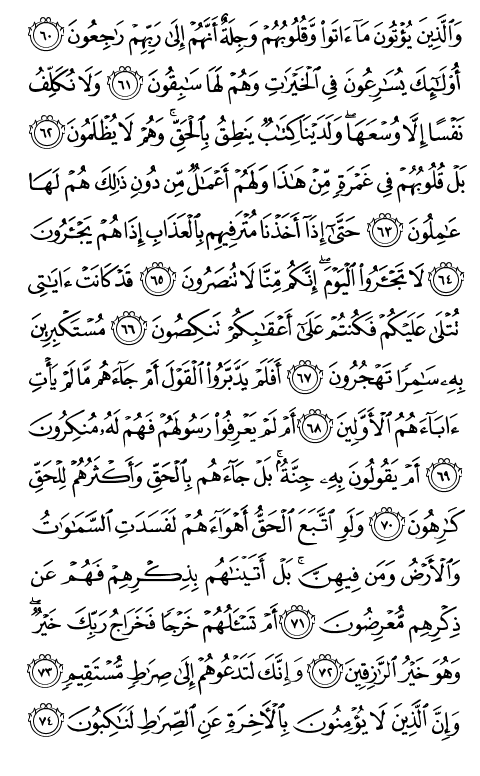 وَٱلَّذِينَ يُؤْتُونَ مَآ ءَاتَوا۟ وَّقُلُوبُهُمْ وَجِلَةٌ أَنَّهُمْ إِلَىٰ رَبِّهِمْ رَٰجِعُونَ ٦٠
أُو۟لَٰٓئِكَ يُسَٰرِعُونَ فِى ٱلْخَيْرَٰتِ وَهُمْ لَهَا سَٰبِقُونَ ٦١ وَلَا نُكَلِّفُ
نَفْسًا إِلَّا وُسْعَهَا ۖ وَلَدَيْنَا كِتَٰبٌ يَنطِقُ بِٱلْحَقِّ ۚ وَهُمْ لَا يُظْلَمُونَ ٦٢
بَلْ قُلُوبُهُمْ فِى غَمْرَةٍ مِّنْ هَٰذَا وَلَهُمْ أَعْمَٰلٌ مِّن دُونِ ذَٰلِكَ هُمْ لَهَا
عَٰمِلُونَ ٦٣ حَتَّىٰٓ إِذَآ أَخَذْنَا مُتْرَفِيهِم بِٱلْعَذَابِ إِذَا هُمْ يَجْـَٔرُونَ
٦٤ لَا تَجْـَٔرُوا۟ ٱلْيَوْمَ ۖ إِنَّكُم مِّنَّا لَا تُنصَرُونَ ٦٥ قَدْ كَانَتْ ءَايَٰتِى
تُتْلَىٰ عَلَيْكُمْ فَكُنتُمْ عَلَىٰٓ أَعْقَٰبِكُمْ تَنكِصُونَ ٦٦ مُسْتَكْبِرِينَ
بِهِۦ سَٰمِرًا تَهْجُرُونَ ٦٧ أَفَلَمْ يَدَّبَّرُوا۟ ٱلْقَوْلَ أَمْ جَآءَهُم مَّا لَمْ يَأْتِ
ءَابَآءَهُمُ ٱلْأَوَّلِينَ ٦٨ أَمْ لَمْ يَعْرِفُوا۟ رَسُولَهُمْ فَهُمْ لَهُۥ مُنكِرُونَ
٦٩ أَمْ يَقُولُونَ بِهِۦ جِنَّةٌۢ ۚ بَلْ جَآءَهُم بِٱلْحَقِّ وَأَكْثَرُهُمْ لِلْحَقِّ
كَٰرِهُونَ ٧٠ وَلَوِ ٱتَّبَعَ ٱلْحَقُّ أَهْوَآءَهُمْ لَفَسَدَتِ ٱلسَّمَٰوَٰتُ
وَٱلْأَرْضُ وَمَن فِيهِنَّ ۚ بَلْ أَتَيْنَٰهُم بِذِكْرِهِمْ فَهُمْ عَن
ذِكْرِهِم مُّعْرِضُونَ ٧١ أَمْ تَسْـَٔلُهُمْ خَرْجًا فَخَرَاجُ رَبِّكَ خَيْرٌ ۖ
وَهُوَ خَيْرُ ٱلرَّٰزِقِينَ ٧٢ وَإِنَّكَ لَتَدْعُوهُمْ إِلَىٰ صِرَٰطٍ مُّسْتَقِيمٍ ٧٣
وَإِنَّ ٱلَّذِينَ لَا يُؤْمِنُونَ بِٱلْءَاخِرَةِ عَنِ ٱلصِّرَٰطِ لَنَٰكِبُونَ ٧٤